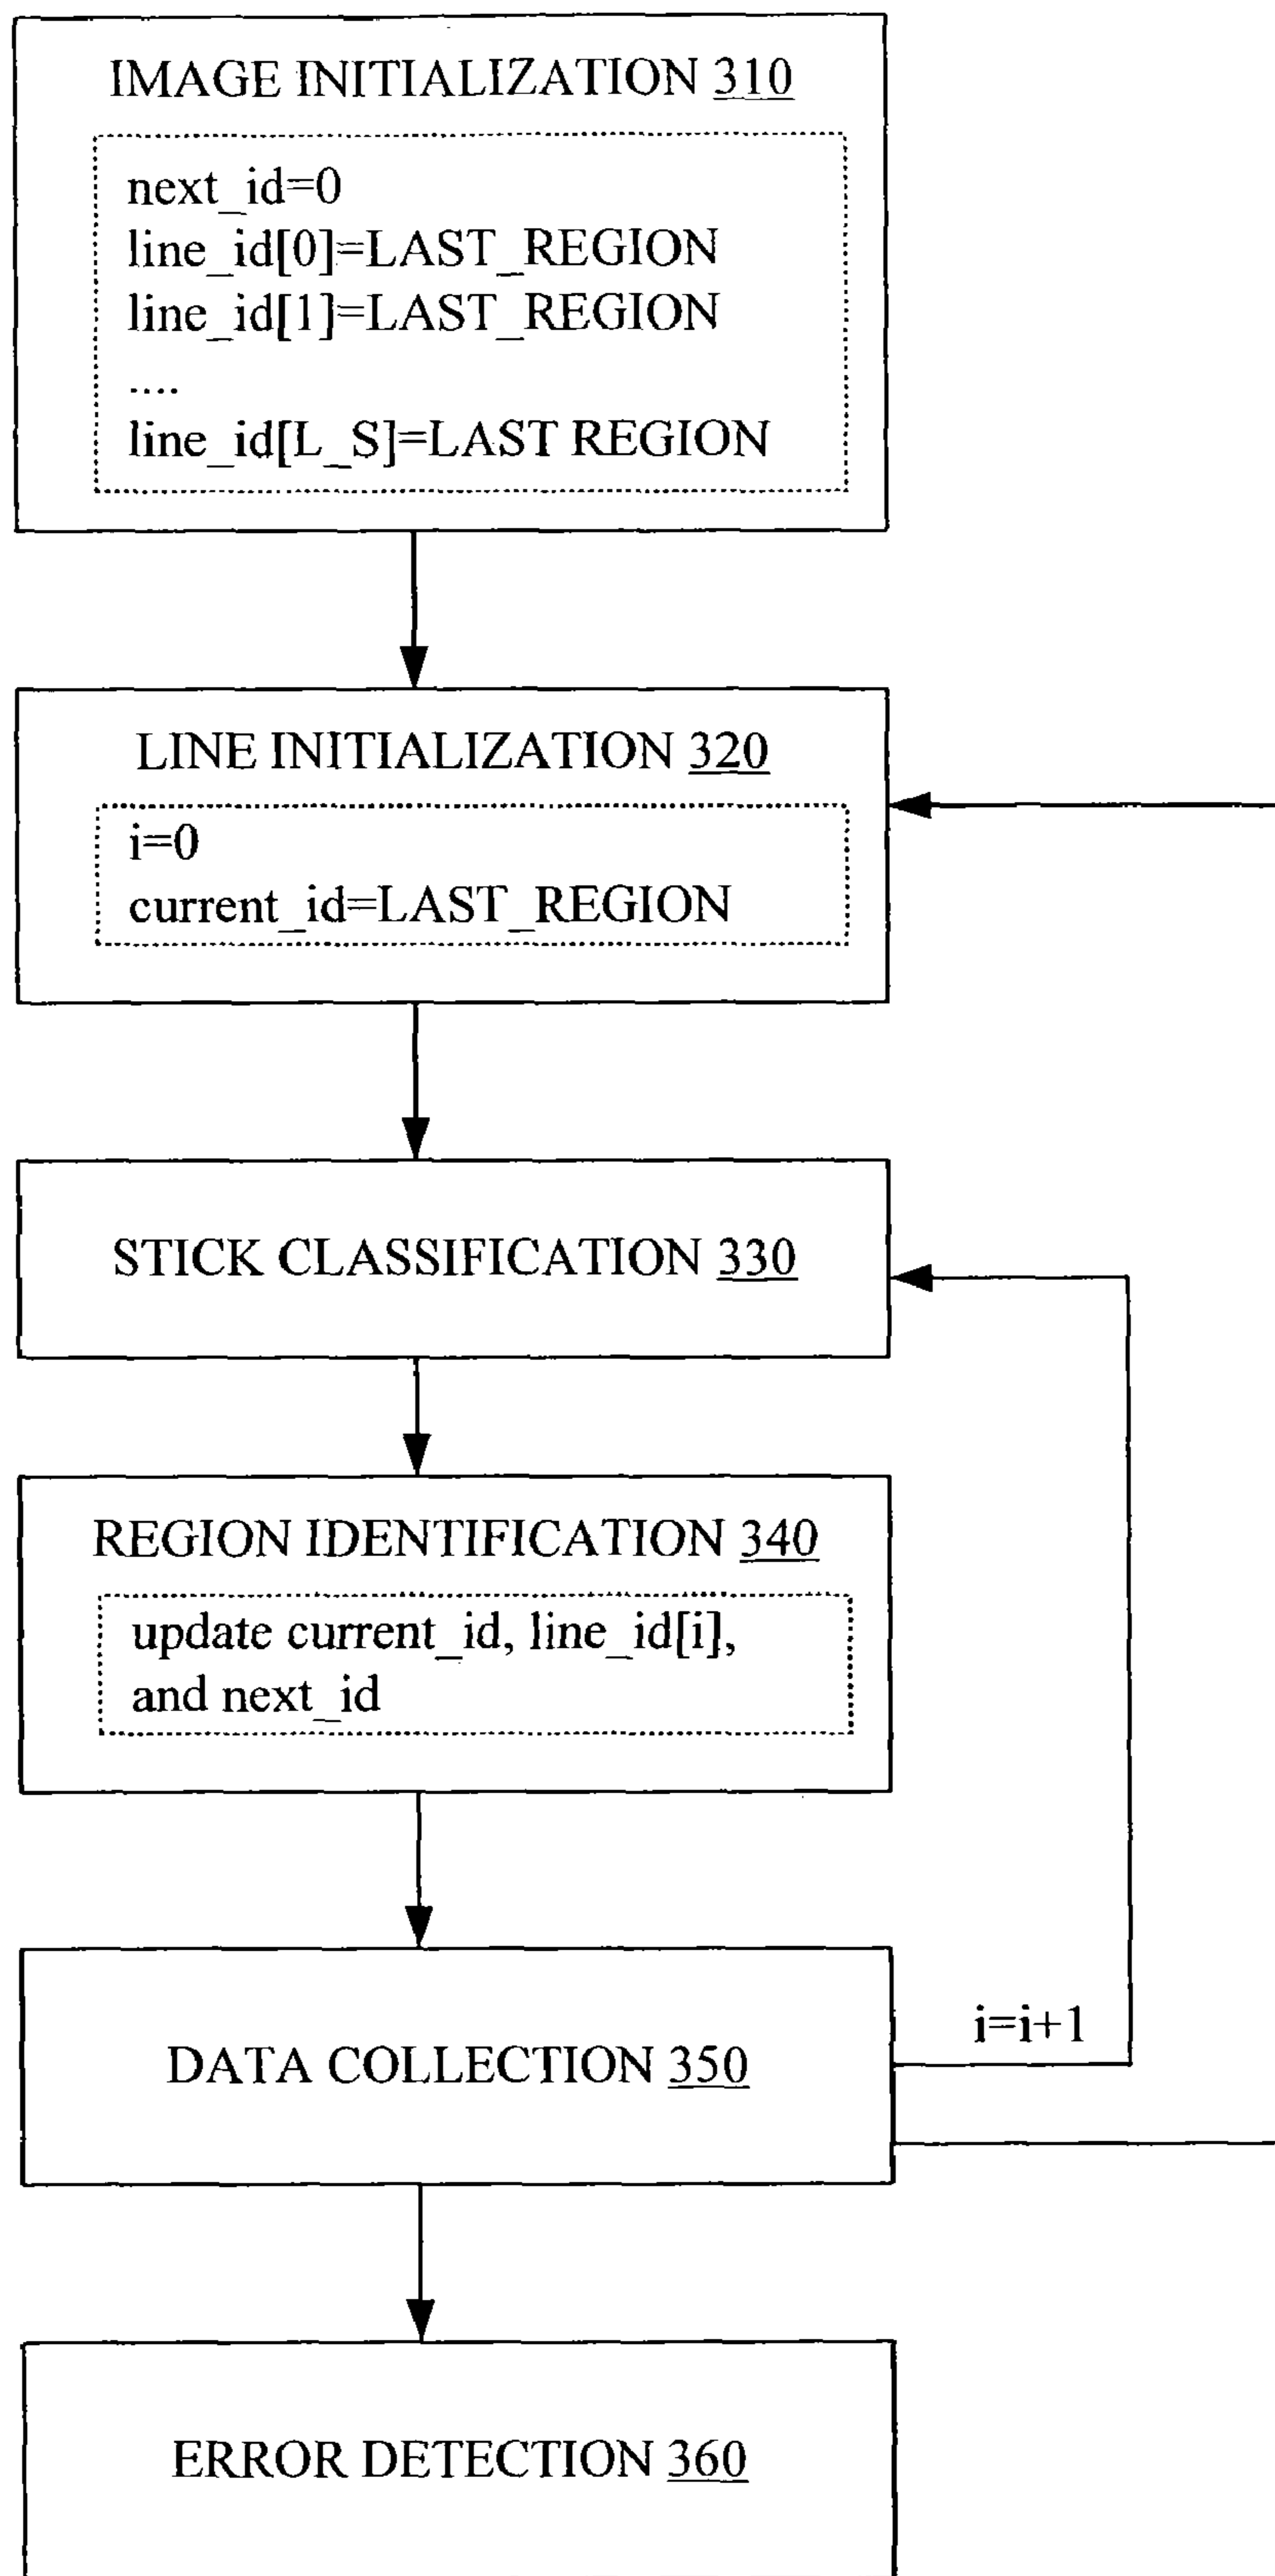 IMAGE INITIALIZATION 310
next_id=0
line_id[0]=LAST_REGION
line_id[1]=LAST_REGION
....
line_id[L_S]=LAST REGION
LINE INITIALIZATION 320
i=0
current_id=LAST_REGION
STICK CLASSIFICATION 330
REGION IDENTIFICATION 340
update current_id, line_id[i],
and next_id
DATA COLLECTION 350
i=i+1
ERROR DETECTION 360